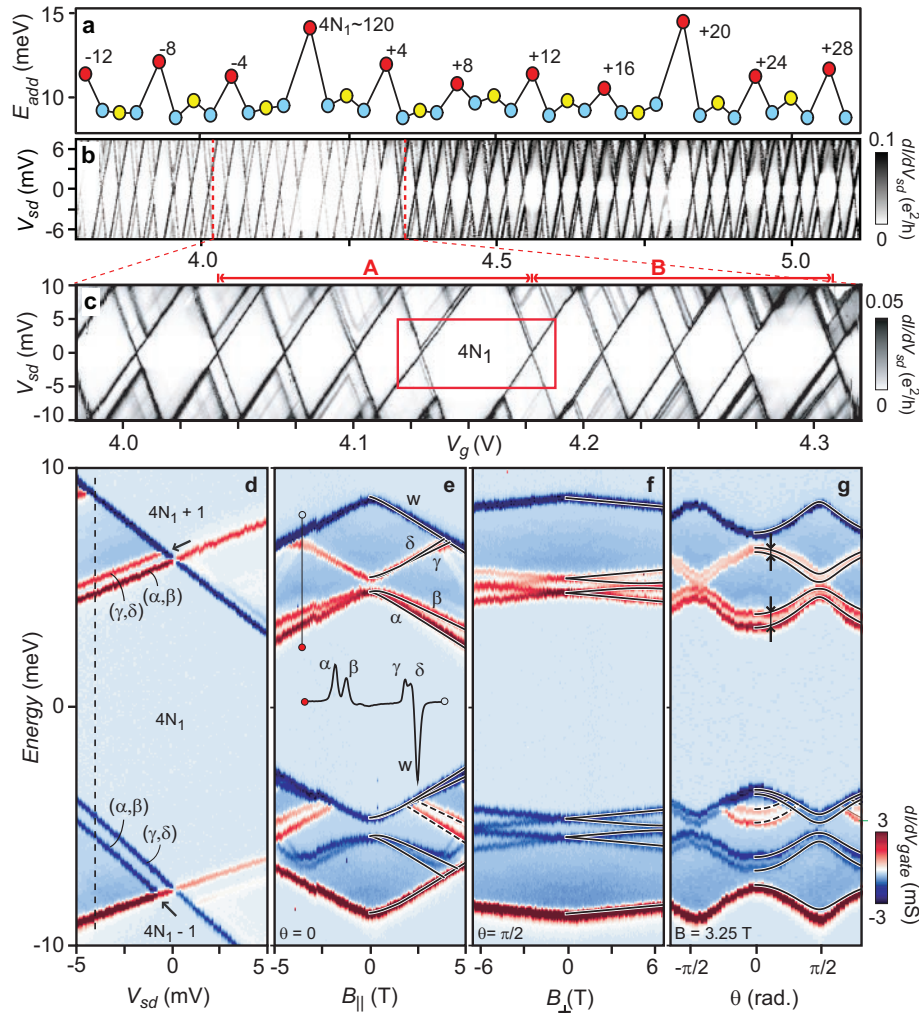 a
E_add (meV)
15
10
-12
-8
-4
4N₁~120
+4
+8
+12
+16
+20
+24
+28
b
V_sd (mV)
6
0
-6
0.1
0
dI/dV_sd (e²/h)
4.0
4.5
5.0
A
B
c
V_sd (mV)
10
5
0
-5
-10
4N₁
0.05
0
dI/dV_sd (e²/h)
4.0
4.1
4.2
4.3
V_g (V)
d
e
f
g
Energy (meV)
10
0
-10
4N₁ + 1
(γ,δ)
(α,β)
4N₁
(α,β)
(γ,δ)
4N₁ - 1
w
δ
γ
β
α
α
β
γ
δ
w
θ = 0
θ= π/2
B = 3.25 T
3
-3
dI/dV_gate (mS)
-5
0
5
V_sd (mV)
0
5
B_|| (T)
-6
0
6
B_⊥(T)
-π/2
0
π/2
θ (rad.)